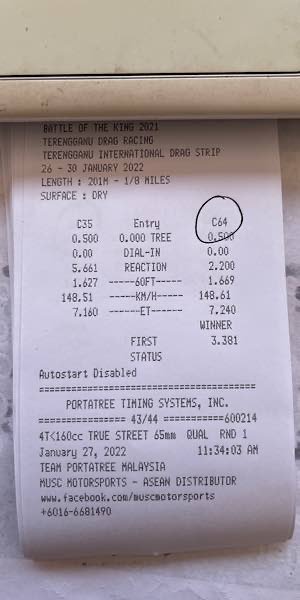 BATTLE OF THE KING 2021
TERENGGANU DRAG RACING
TERENGGANU INTERNATIONAL DRAG STRIP
26 - 30 JANUARY 2022
LENGTH : 201M - 1/8 MILES
SURFACE : DRY
C35 Entry C64
0.500 0.000 TREE 0.500
0.00 DIAL-IN 0.00
5.661 REACTION 2.200
1.627 -----60FT----- 1.669
148.51 -----KM/H----- 148.61
7.160 ------ET------ 7.240
WINNER
FIRST 3.381
STATUS
Autostart Disabled
========================================
PORTATREE TIMING SYSTEMS, INC.
================ 43/44 ===========600214
4T<160cc TRUE STREET 65mm QUAL RND 1
January 27, 2022 11:34:03 AM
TEAM PORTATREE MALAYSIA
MUSC MOTORSPORTS - ASEAN DISTRIBUTOR
www.facebook.com/muscmotorsports
+6016-6681490